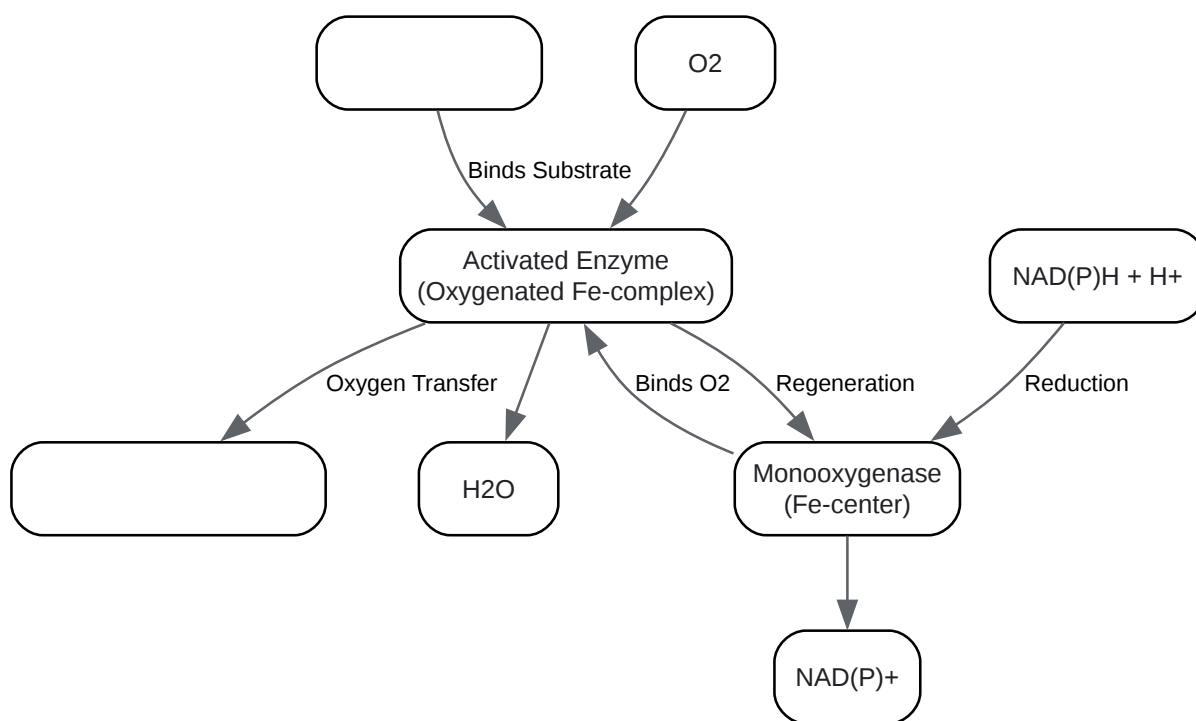 O2
Binds Substrate
Activated Enzyme
(Oxygenated Fe-complex)
NAD(P)H + H+
Oxygen Transfer
Binds O2
Regeneration
Reduction
H2O
Monooxygenase
(Fe-center)
NAD(P)+